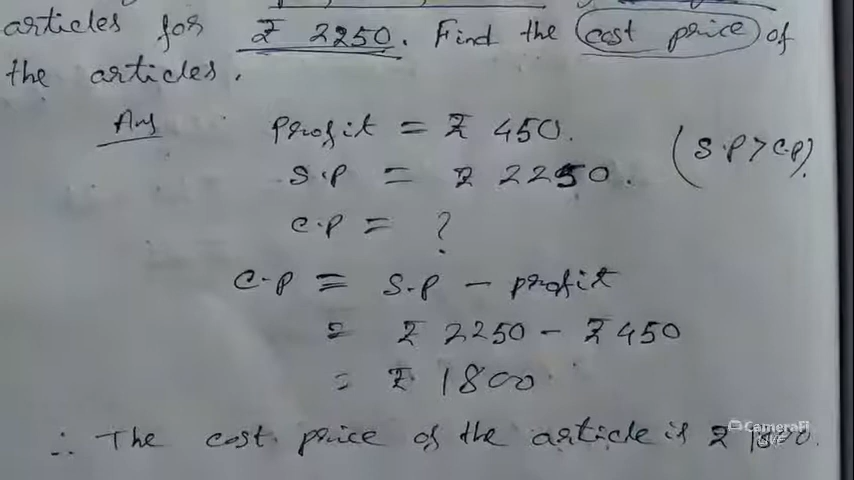 articles for ₹ 2250. Find the cost price of
the articles.
Ans
Profit = ₹ 450.
S.P = ₹ 2250. (S.P > C.P).
C.P = ?
C.P = S.P - profit
= ₹ 2250 - ₹ 450
= ₹ 1800
∴ The cost price of the article is ₹ 1800.
CameraFi
LIVE